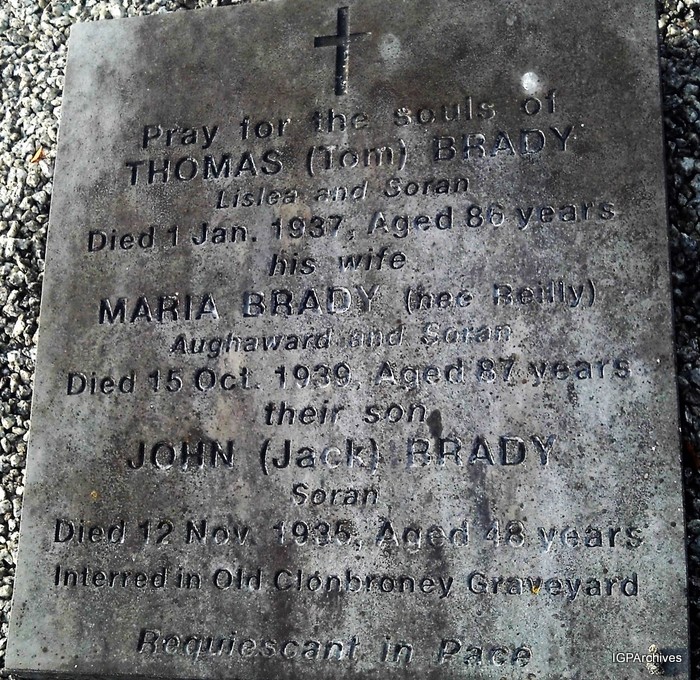 Pray for the souls of
THOMAS (Tom) BRADY
Lislea and Soran
Died 1 Jan. 1937, Aged 86 years
his wife
MARIA BRADY (nee Reilly)
Aughaward and Soran
Died 15 Oct. 1939, Aged 87 years
their son
JOHN (Jack) BRADY
Soran
Died 12 Nov. 1935, Aged 48 years
Interred in Old Clonbroney Graveyard
Requiescant in Pace
IGPArchives